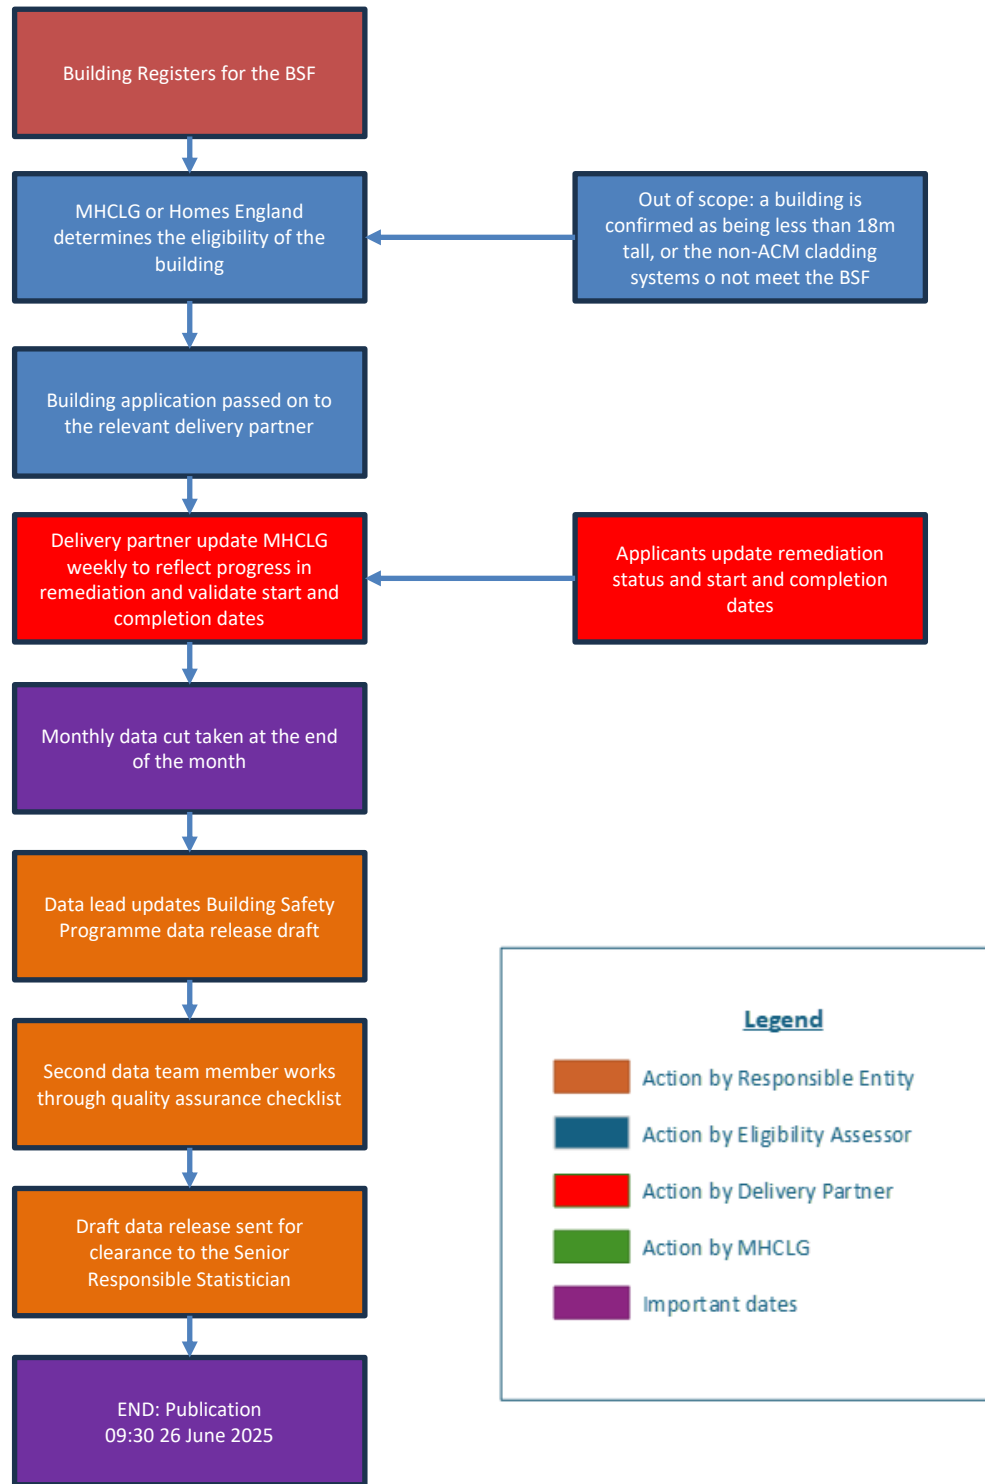 Building Registers for the BSF
MHCLG or Homes England
determines the eligibility of the
building
Out of scope: a building is
confirmed as being less than 18m
tall, or the non-ACM cladding
systems o not meet the BSF
Building application passed on to
the relevant delivery partner
Delivery partner update MHCLG
weekly to reflect progress in
remediation and validate start and
completion dates
Applicants update remediation
status and start and completion
dates
Monthly data cut taken at the end
of the month
Data lead updates Building Safety
Programme data release draft
Second data team member works
through quality assurance checklist
Draft data release sent for
clearance to the Senior
Responsible Statistician
END: Publication
09:30 26 June 2025
Legend
Action by Responsible Entity
Action by Eligibility Assessor
Action by Delivery Partner
Action by MHCLG
Important dates